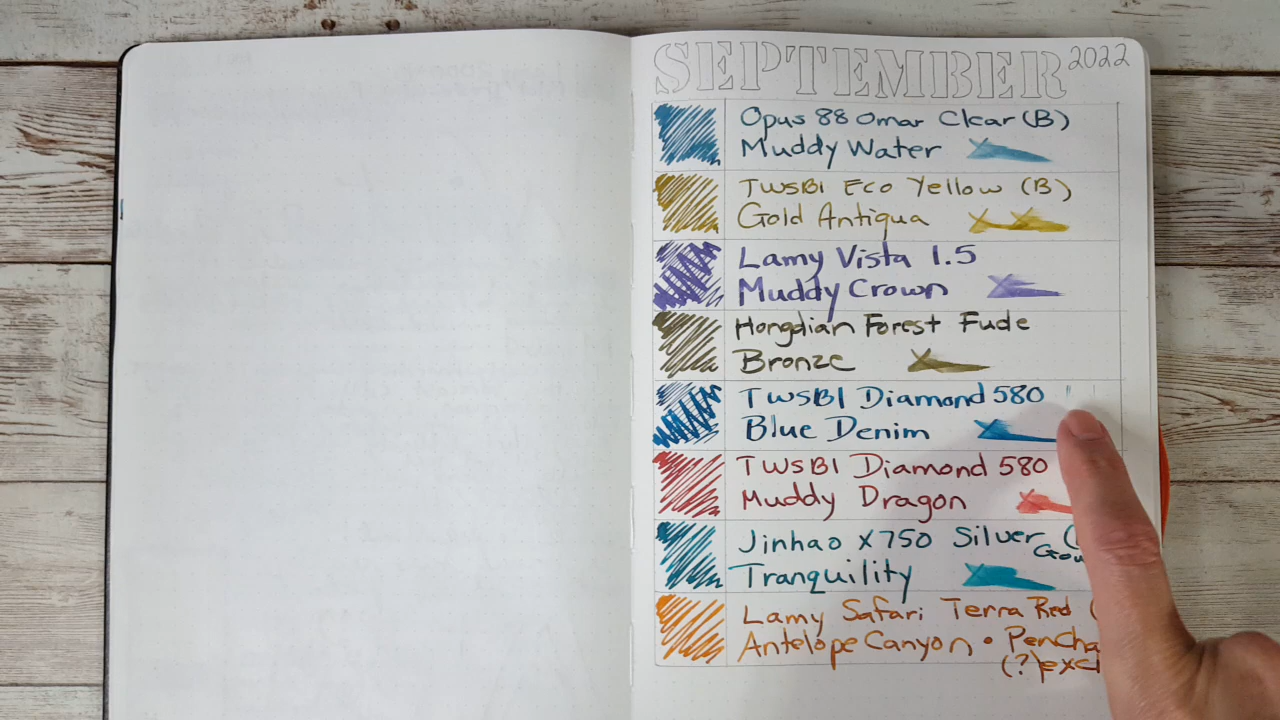 SEPTEMBER 2022
Opus 88 Omar Clear (B)
Muddy Water
TWSBI Eco Yellow (B)
Gold Antiqua
Lamy Vista 1.5
Muddy Crown
Hongdian Forest Fude
Bronze
TWSBI Diamond 580
Blue Denim
TWSBI Diamond 580
Muddy Dragon
Jinhao X750 Silver (
Tranquility
Lamy Safari Terra Red (
Antelope Canyon •
(?)